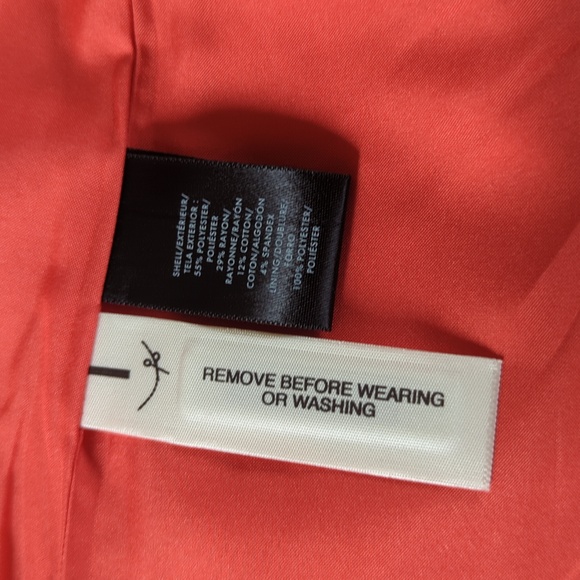 SHELL/EXTÉRIEUR/
TELA EXTERIOR :
55% POLYESTER/
POLIÉSTER
29% RAYON/
RAYONNE/RAYÓN
12% COTTON/
COTON/ALGODÓN
4% SPANDEX
LINING/DOUBLURE/
FORRO :
100% POLYESTER/
POLIÉSTER
REMOVE BEFORE WEARING
OR WASHING